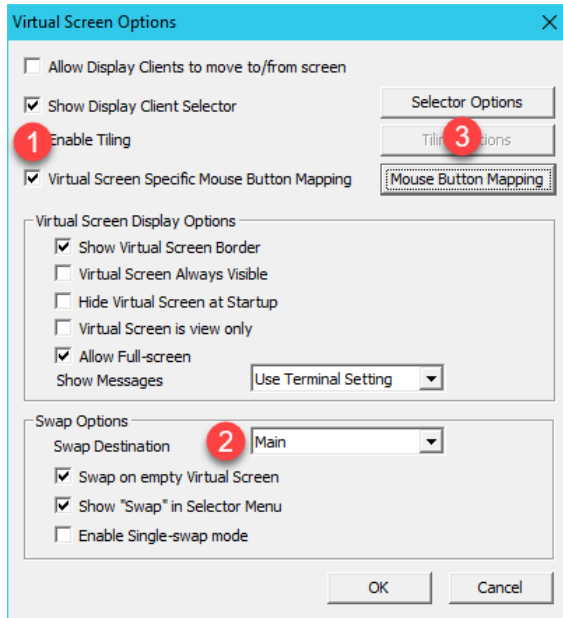 Virtual Screen Options
Allow Display Clients to move to/from screen
Show Display Client Selector
Selector Options
1
Enable Tiling
3
Virtual Screen Specific Mouse Button Mapping
Mouse Button Mapping
Virtual Screen Display Options
Show Virtual Screen Border
Virtual Screen Always Visible
Hide Virtual Screen at Startup
Virtual Screen is view only
Allow Full-screen
Show Messages
Use Terminal Setting
Swap Options
Swap Destination
2
Main
Swap on empty Virtual Screen
Show "Swap" in Selector Menu
Enable Single-swap mode
OK
Cancel